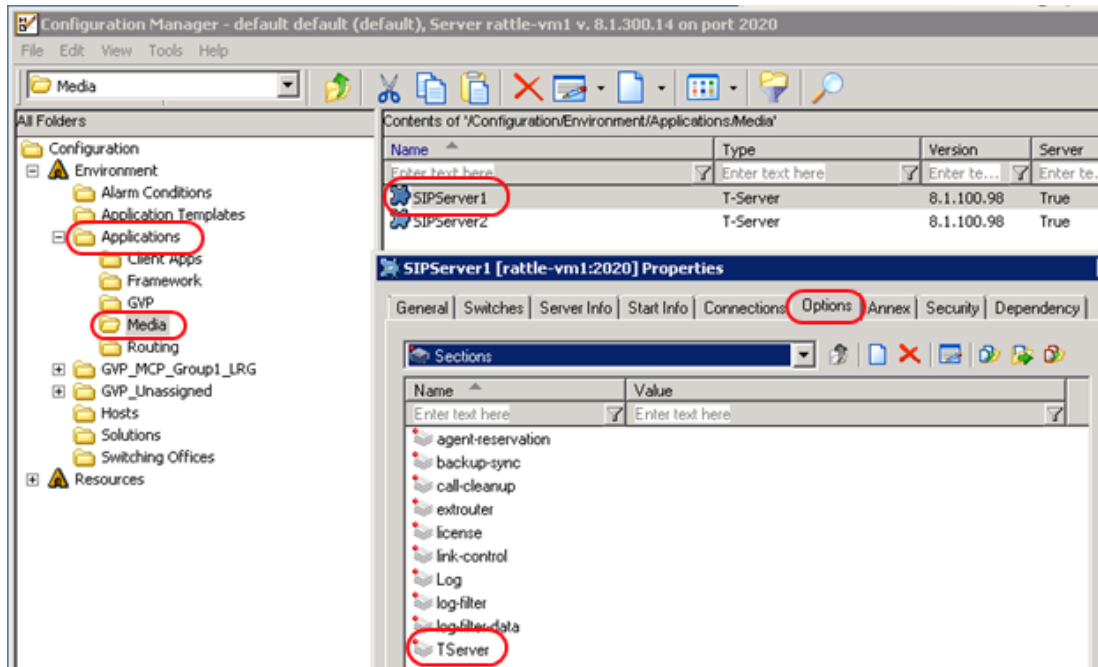 Configuration Manager - default default (default), Server rattle-vm1 v. 8.1.300.14 on port 2020
File Edit View Tools Help
Media
All Folders
Configuration
Environment
Alarm Conditions
Application Templates
Applications
Client Apps
Framework
GVP
Media
Routing
GVP_MCP_Group1_LRG
GVP_Unassigned
Hosts
Solutions
Switching Offices
Resources
Contents of '/Configuration/Environment/Applications/Media'
Name Type Version Server
Enter text here Enter text here Enter te... Enter te.
SIPServer1 T-Server 8.1.100.98 True
SIPServer2 T-Server 8.1.100.98 True
SIPServer1 [rattle-vm1:2020] Properties
General Switches Server Info Start Info Connections Options Annex Security Dependency
Sections
Name Value
Enter text here Enter text here
agent-reservation
backup-sync
call-cleanup
extrouter
license
link-control
Log
log-filter
log-filter-data
TServer